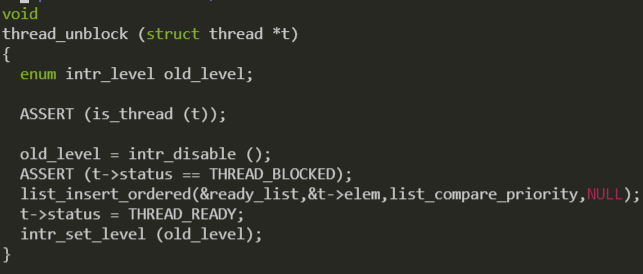 void
thread_unblock (struct thread *t)
{
  enum intr_level old_level;

  ASSERT (is_thread (t));

  old_level = intr_disable ();
  ASSERT (t->status == THREAD_BLOCKED);
  list_insert_ordered(&ready_list,&t->elem,list_compare_priority,NULL);
  t->status = THREAD_READY;
  intr_set_level (old_level);
}